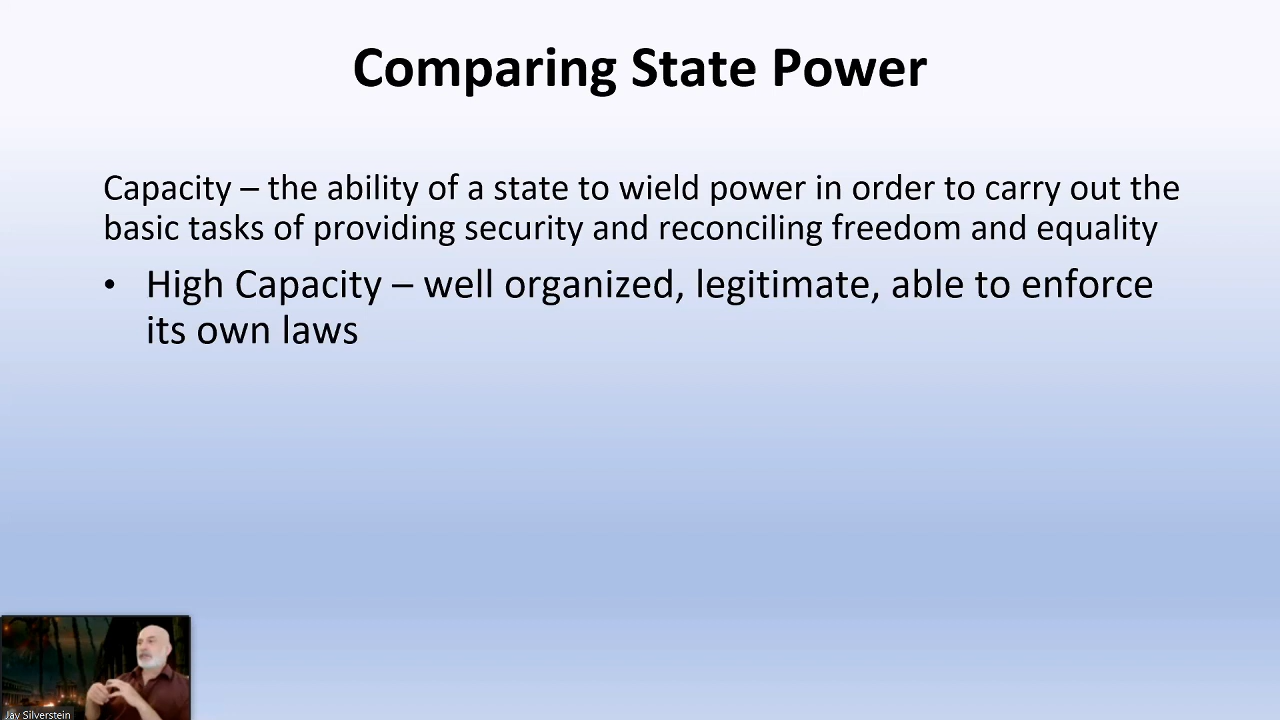 Comparing State Power
Capacity – the ability of a state to wield power in order to carry out the
basic tasks of providing security and reconciling freedom and equality
• High Capacity – well organized, legitimate, able to enforce
its own laws
Jay Silverstein